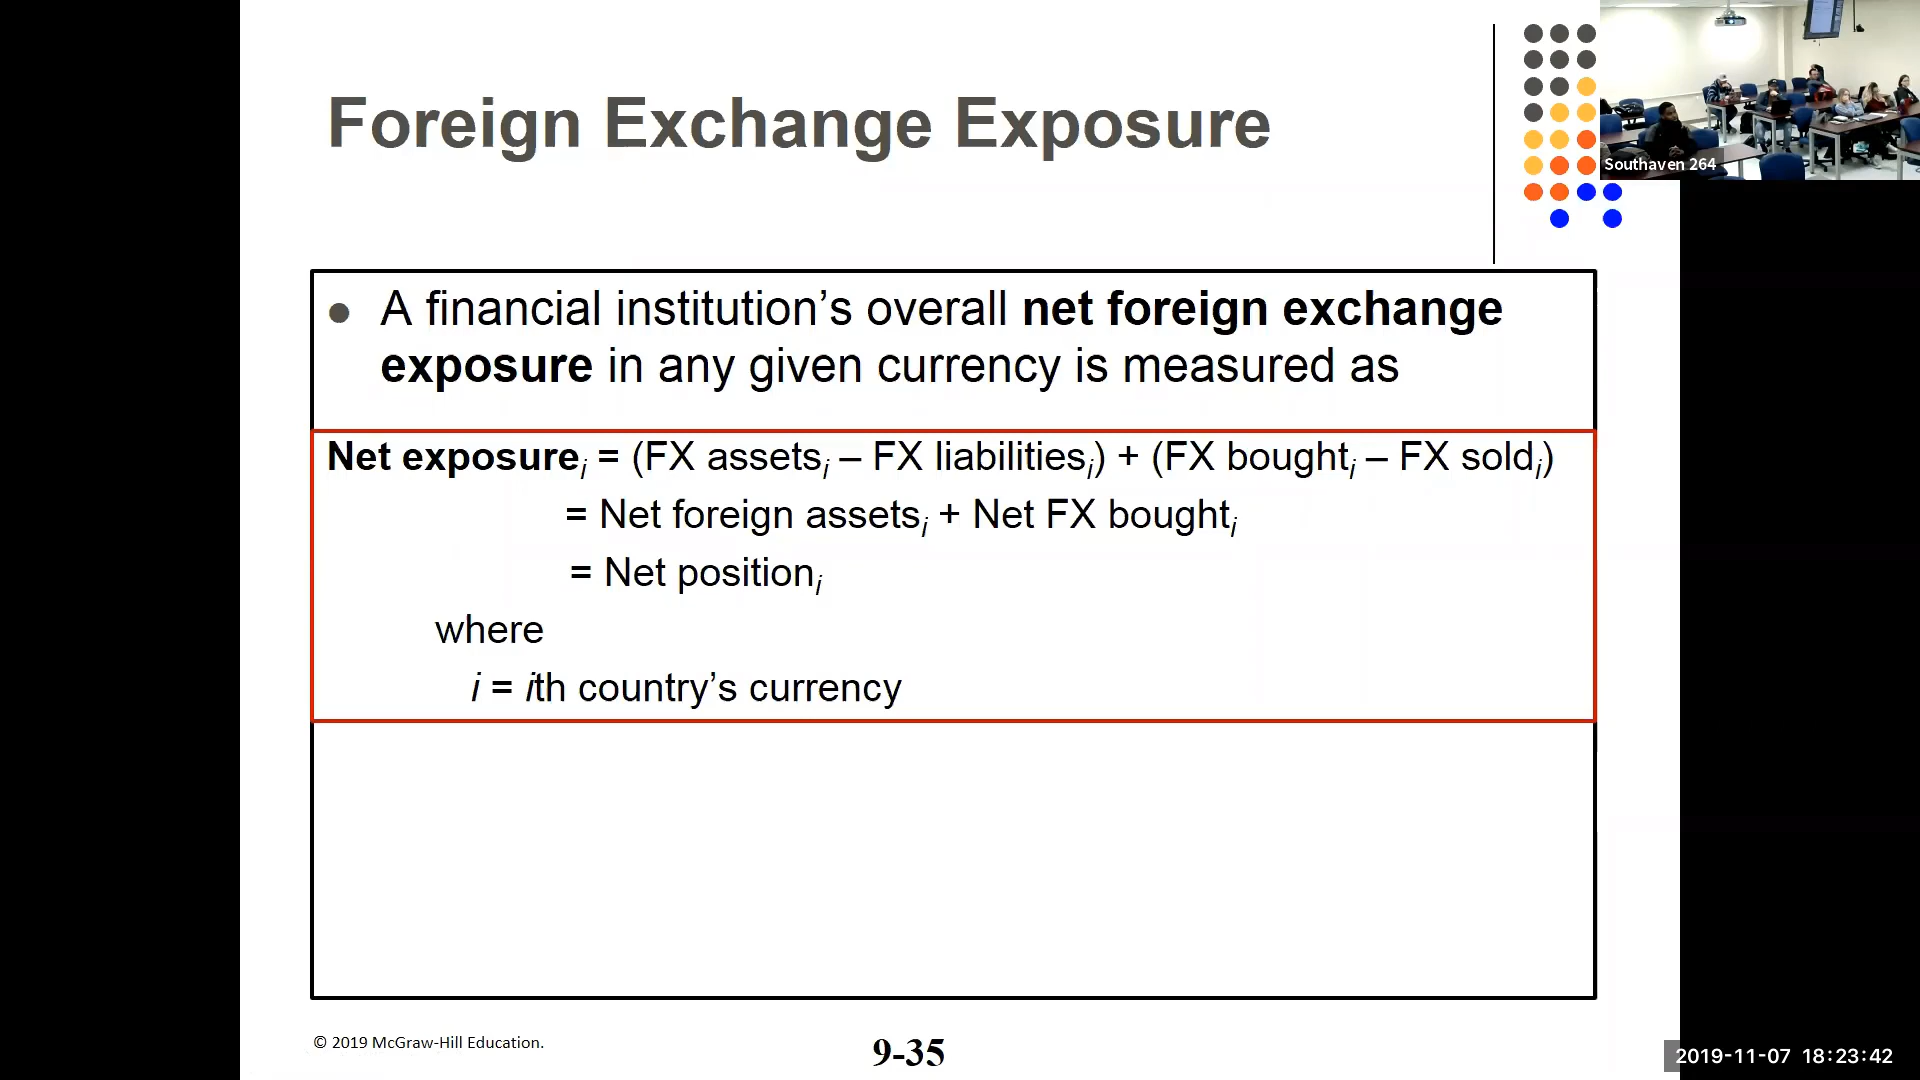 Foreign Exchange Exposure
Southaven 264
● A financial institution’s overall net foreign exchange
exposure in any given currency is measured as
Net exposureᵢ = (FX assetsᵢ – FX liabilitiesᵢ) + (FX boughtᵢ – FX soldᵢ)
= Net foreign assetsᵢ + Net FX boughtᵢ
= Net positionᵢ
where
i = ith country’s currency
© 2019 McGraw-Hill Education.
9-35
2019-11-07 18:23:42